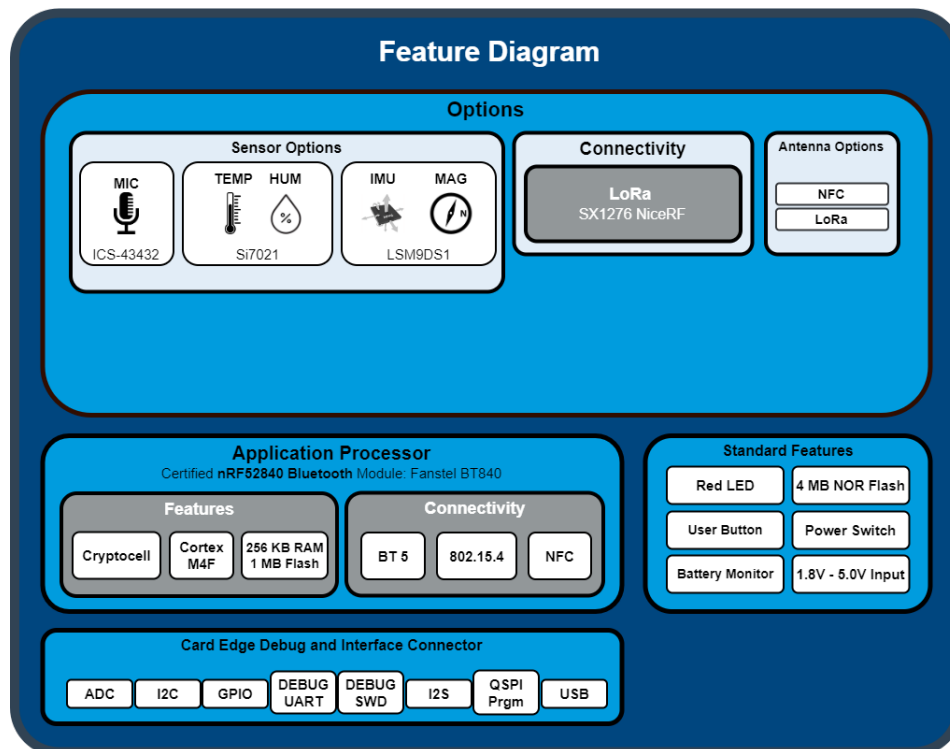 Feature Diagram
Options
Sensor Options
MIC
ICS-43432
TEMP HUM
%
Si7021
IMU MAG
N
LSM9DS1
Connectivity
LoRa
SX1276 NiceRF
Antenna Options
NFC
LoRa
Application Processor
Certified nRF52840 Bluetooth Module: Fanstel BT840
Features
Cryptocell
Cortex
M4F
256 KB RAM
1 MB Flash
Connectivity
BT 5
802.15.4
NFC
Standard Features
Red LED
4 MB NOR Flash
User Button
Power Switch
Battery Monitor
1.8V - 5.0V Input
Card Edge Debug and Interface Connector
ADC
I2C
GPIO
DEBUG
UART
DEBUG
SWD
I2S
QSPI
Prgm
USB